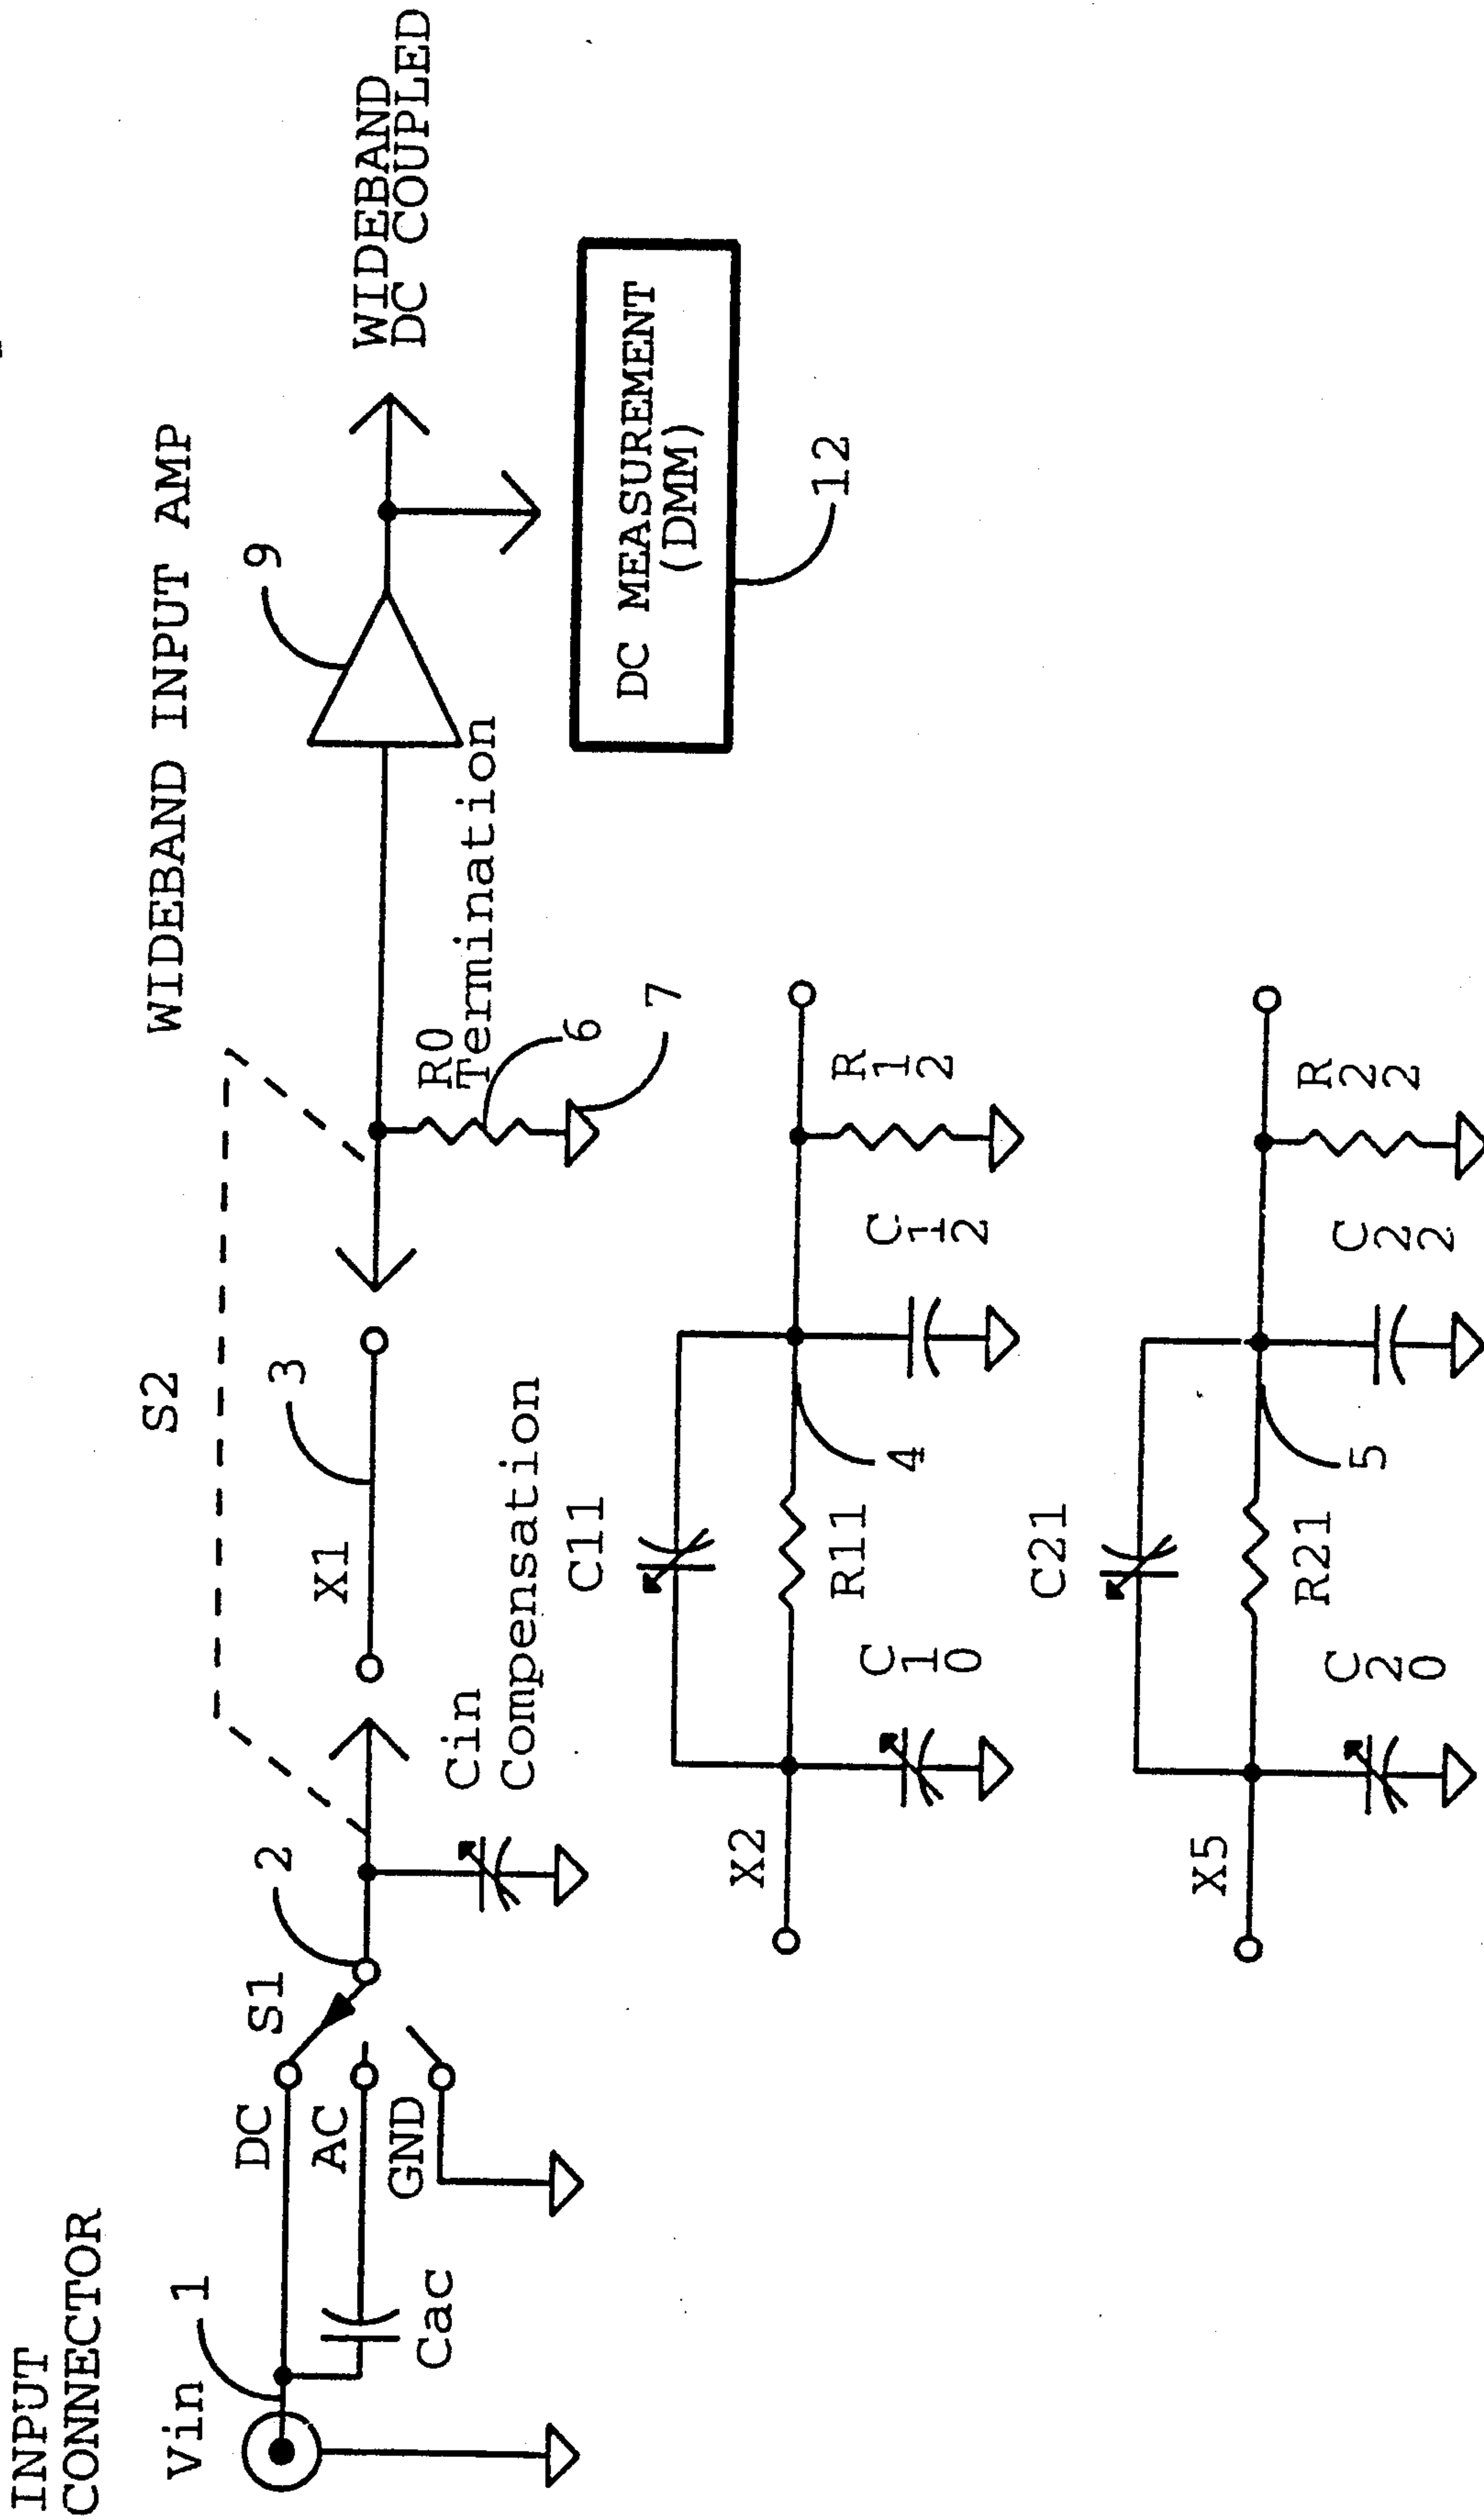 INPUT
CONNECTOR
Vin
1
DC
AC
GND
Cac
S1
2
Cin
Compensation
S2
X1
3
WIDEBAND INPUT AMP
R0
Termination
6
7
9
WIDEBAND
DC COUPLED
DC MEASUREMENT
(DMM)
12
X2
C10
C11
R11
4
C12
R12
X5
C20
C21
R21
5
C22
R22